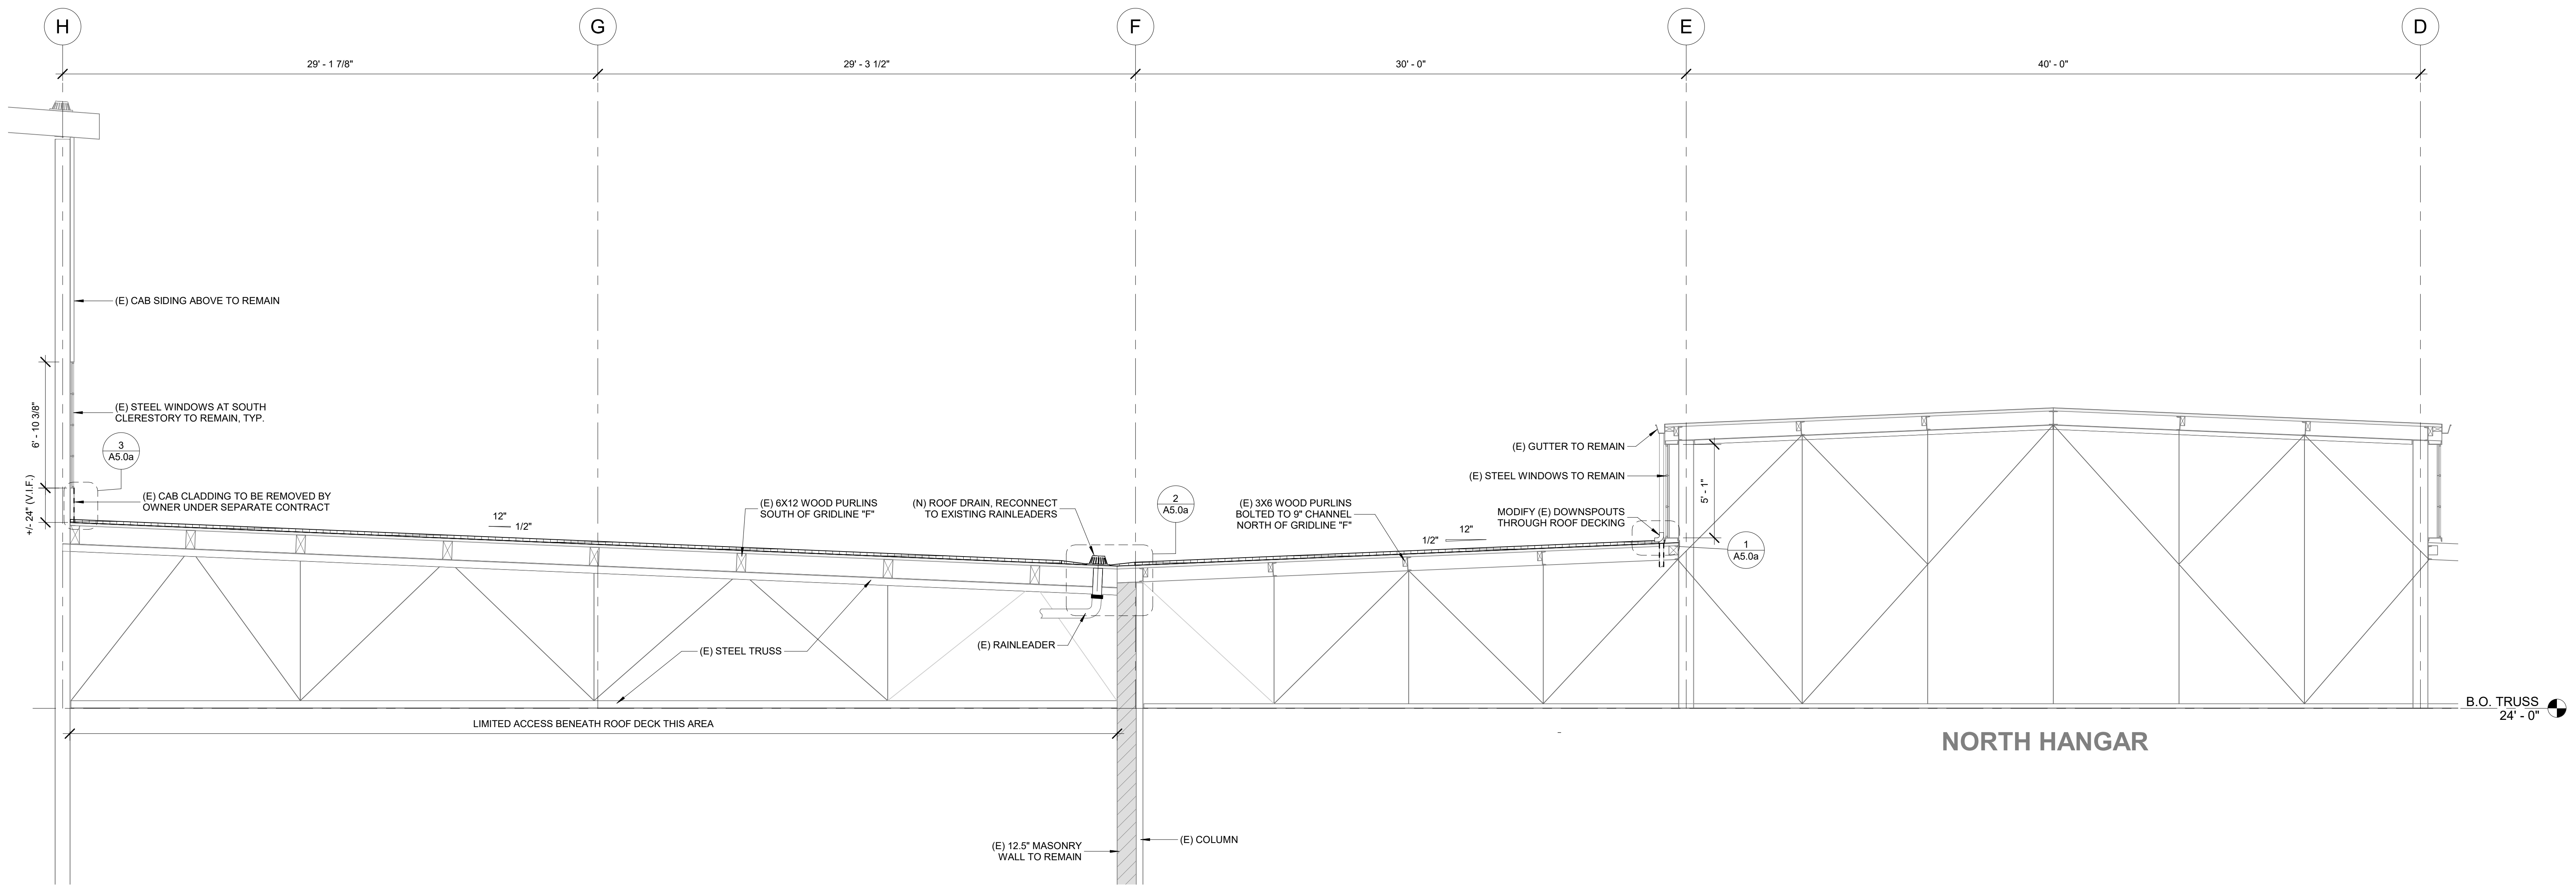 H
G
F
E
D
29' - 1 7/8"
29' - 3 1/2"
30' - 0"
40' - 0"
(E) CAB SIDING ABOVE TO REMAIN
6' - 10 3/8"
(E) STEEL WINDOWS AT SOUTH
CLERESTORY TO REMAIN, TYP.
3
A5.0a
+/- 24" (V.I.F.)
(E) CAB CLADDING TO BE REMOVED BY
OWNER UNDER SEPARATE CONTRACT
12"
1/2"
(E) 6X12 WOOD PURLINS
SOUTH OF GRIDLINE "F"
(N) ROOF DRAIN, RECONNECT
TO EXISTING RAINLEADERS
2
A5.0a
(E) 3X6 WOOD PURLINS
BOLTED TO 9" CHANNEL
NORTH OF GRIDLINE "F"
12"
1/2"
(E) GUTTER TO REMAIN
(E) STEEL WINDOWS TO REMAIN
MODIFY (E) DOWNSPOUTS
THROUGH ROOF DECKING
5' - 1"
1
A5.0a
(E) STEEL TRUSS
(E) RAINLEADER
LIMITED ACCESS BENEATH ROOF DECK THIS AREA
B.O. TRUSS
24' - 0"
NORTH HANGAR
(E) 12.5" MASONRY
WALL TO REMAIN
(E) COLUMN